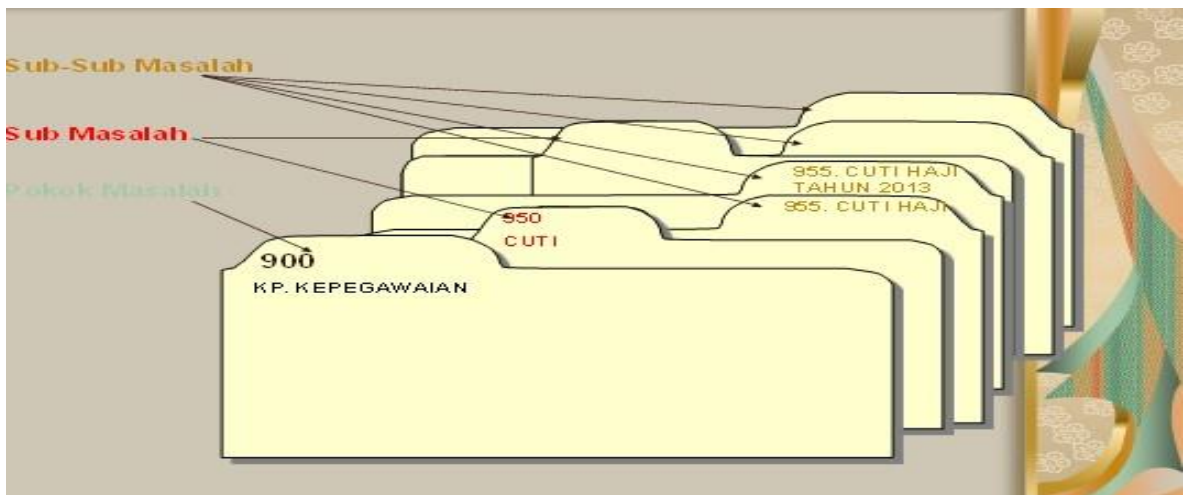 Sub-Sub Masalah
Sub Masalah
Pokok Masalah
955. CUTI HAJI
TAHUN 2013
955. CUTI HAJI
950
CUTI
900
KP. KEPEGAWAIAN